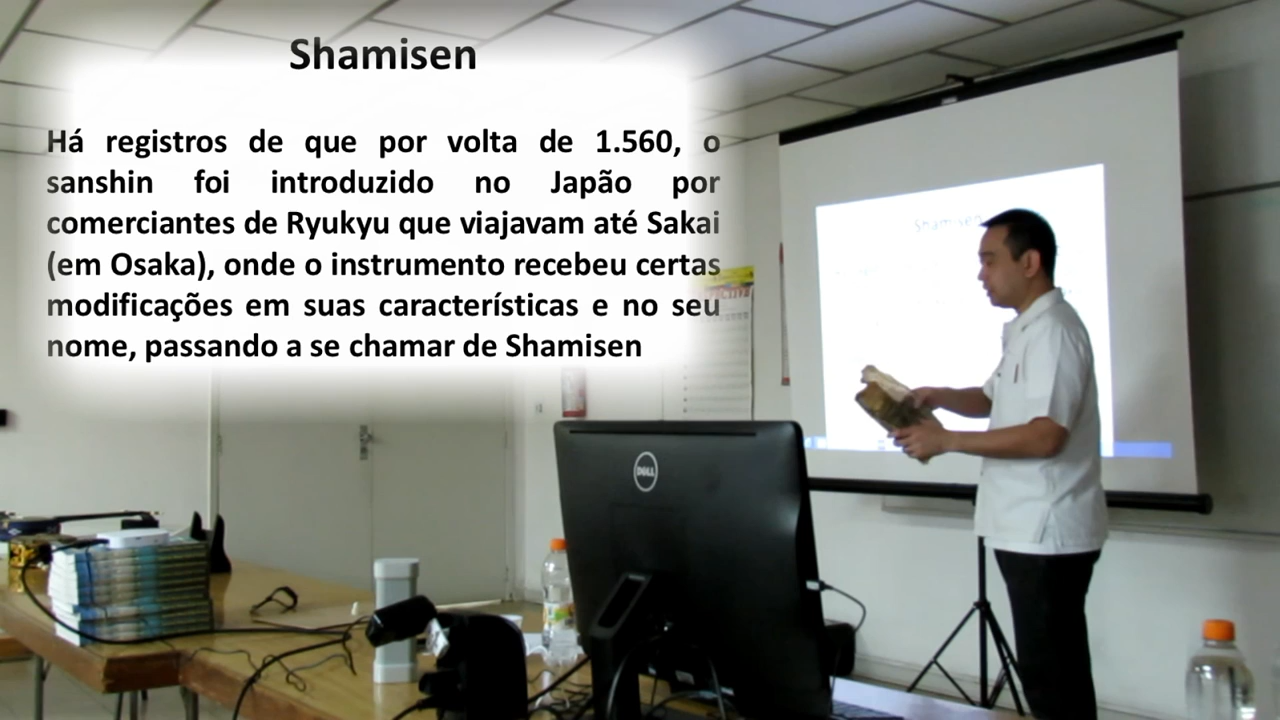 Shamisen
Há registros de que por volta de 1.560, o
sanshin foi introduzido no Japão por
comerciantes de Ryukyu que viajavam até Sakai
(em Osaka), onde o instrumento recebeu certas
modificações em suas características e no seu
nome, passando a se chamar de Shamisen
Shamisen
DELL